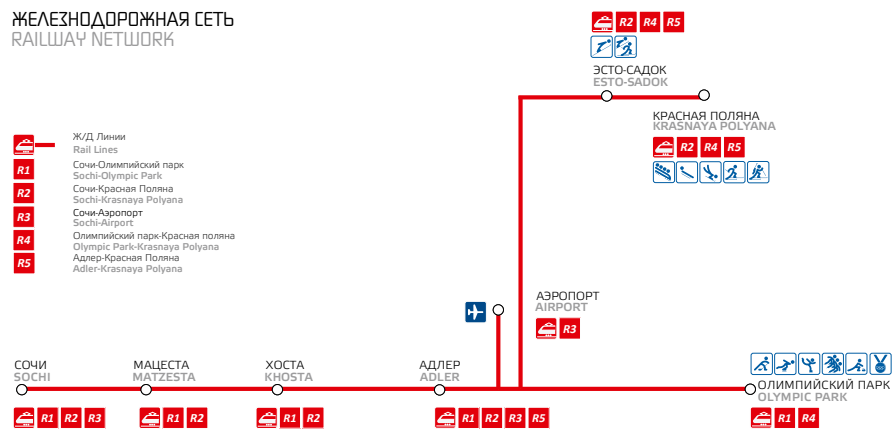 ЖЕЛЕЗНОДОРОЖНАЯ СЕТЬ
RAILWAY NETWORK
R2 R4 R5
ЭСТО-САДОК
ESTO-SADOK
КРАСНАЯ ПОЛЯНА
KRASNAYA POLYANA
R2 R4 R5
Ж/Д Линии
Rail Lines
R1 Сочи-Олимпийский парк
Sochi-Olympic Park
R2 Сочи-Красная Поляна
Sochi-Krasnaya Polyana
R3 Сочи-Аэропорт
Sochi-Airport
R4 Олимпийский парк-Красная поляна
Olympic Park-Krasnaya Polyana
R5 Адлер-Красная Поляна
Adler-Krasnaya Polyana
АЭРОПОРТ
AIRPORT
R3
СОЧИ
SOCHI
R1 R2 R3
МАЦЕСТА
MATZESTA
R1 R2
ХОСТА
KHOSTA
R1 R2
АДЛЕР
ADLER
R1 R2 R3 R5
ОЛИМПИЙСКИЙ ПАРК
OLYMPIC PARK
R1 R4